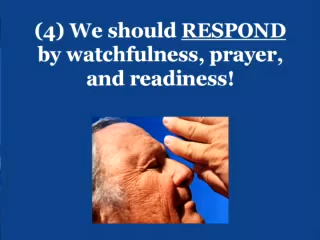 (4) We should RESPOND
by watchfulness, prayer,
and readiness!